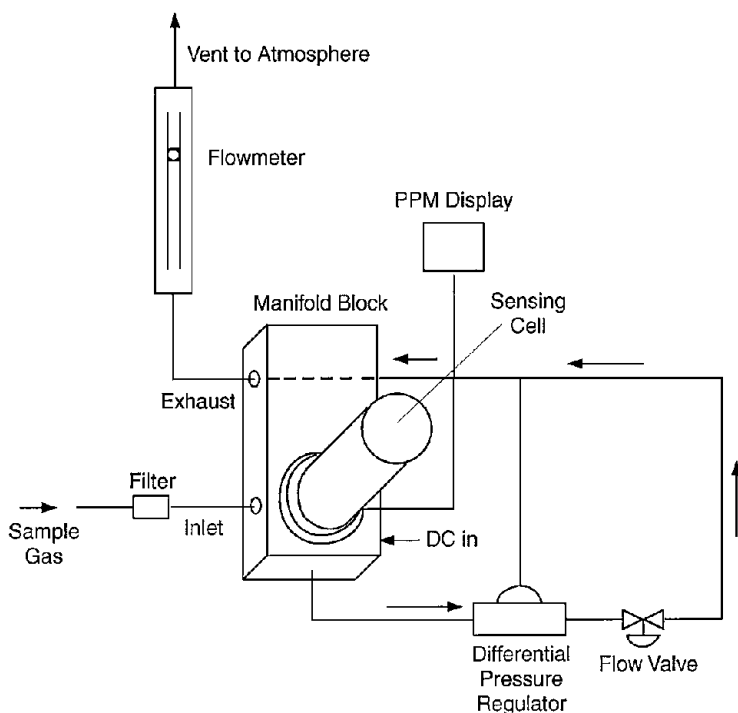 Vent to Atmosphere
Flowmeter
PPM Display
Manifold Block
Sensing
Cell
Exhaust
Filter
Inlet
Sample
Gas
DC in
Differential
Pressure
Regulator
Flow Valve